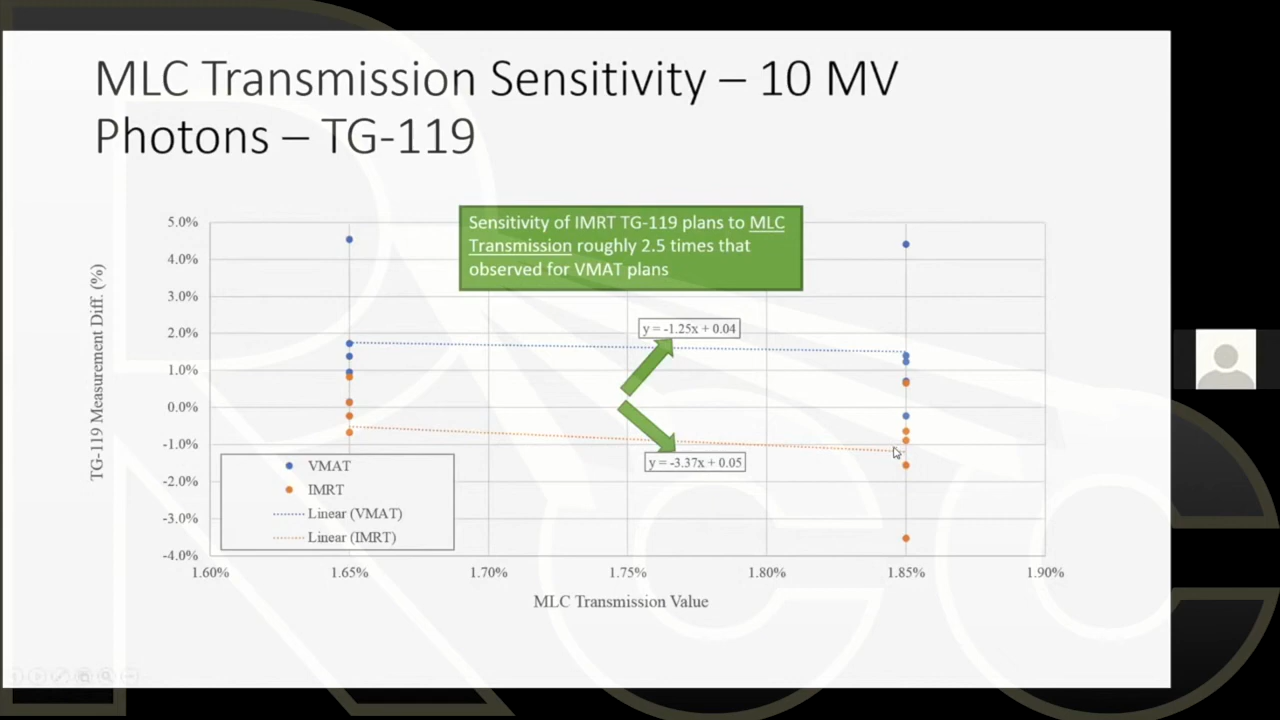 MLC Transmission Sensitivity – 10 MV
Photons – TG-119
Sensitivity of IMRT TG-119 plans to MLC
Transmission roughly 2.5 times that
observed for VMAT plans
5.0%
4.0%
3.0%
2.0%
1.0%
0.0%
-1.0%
-2.0%
-3.0%
-4.0%
TG-119 Measurement Diff. (%)
y = -1.25x + 0.04
y = -3.37x + 0.05
VMAT
IMRT
Linear (VMAT)
Linear (IMRT)
1.60% 1.65% 1.70% 1.75% 1.80% 1.85% 1.90%
MLC Transmission Value